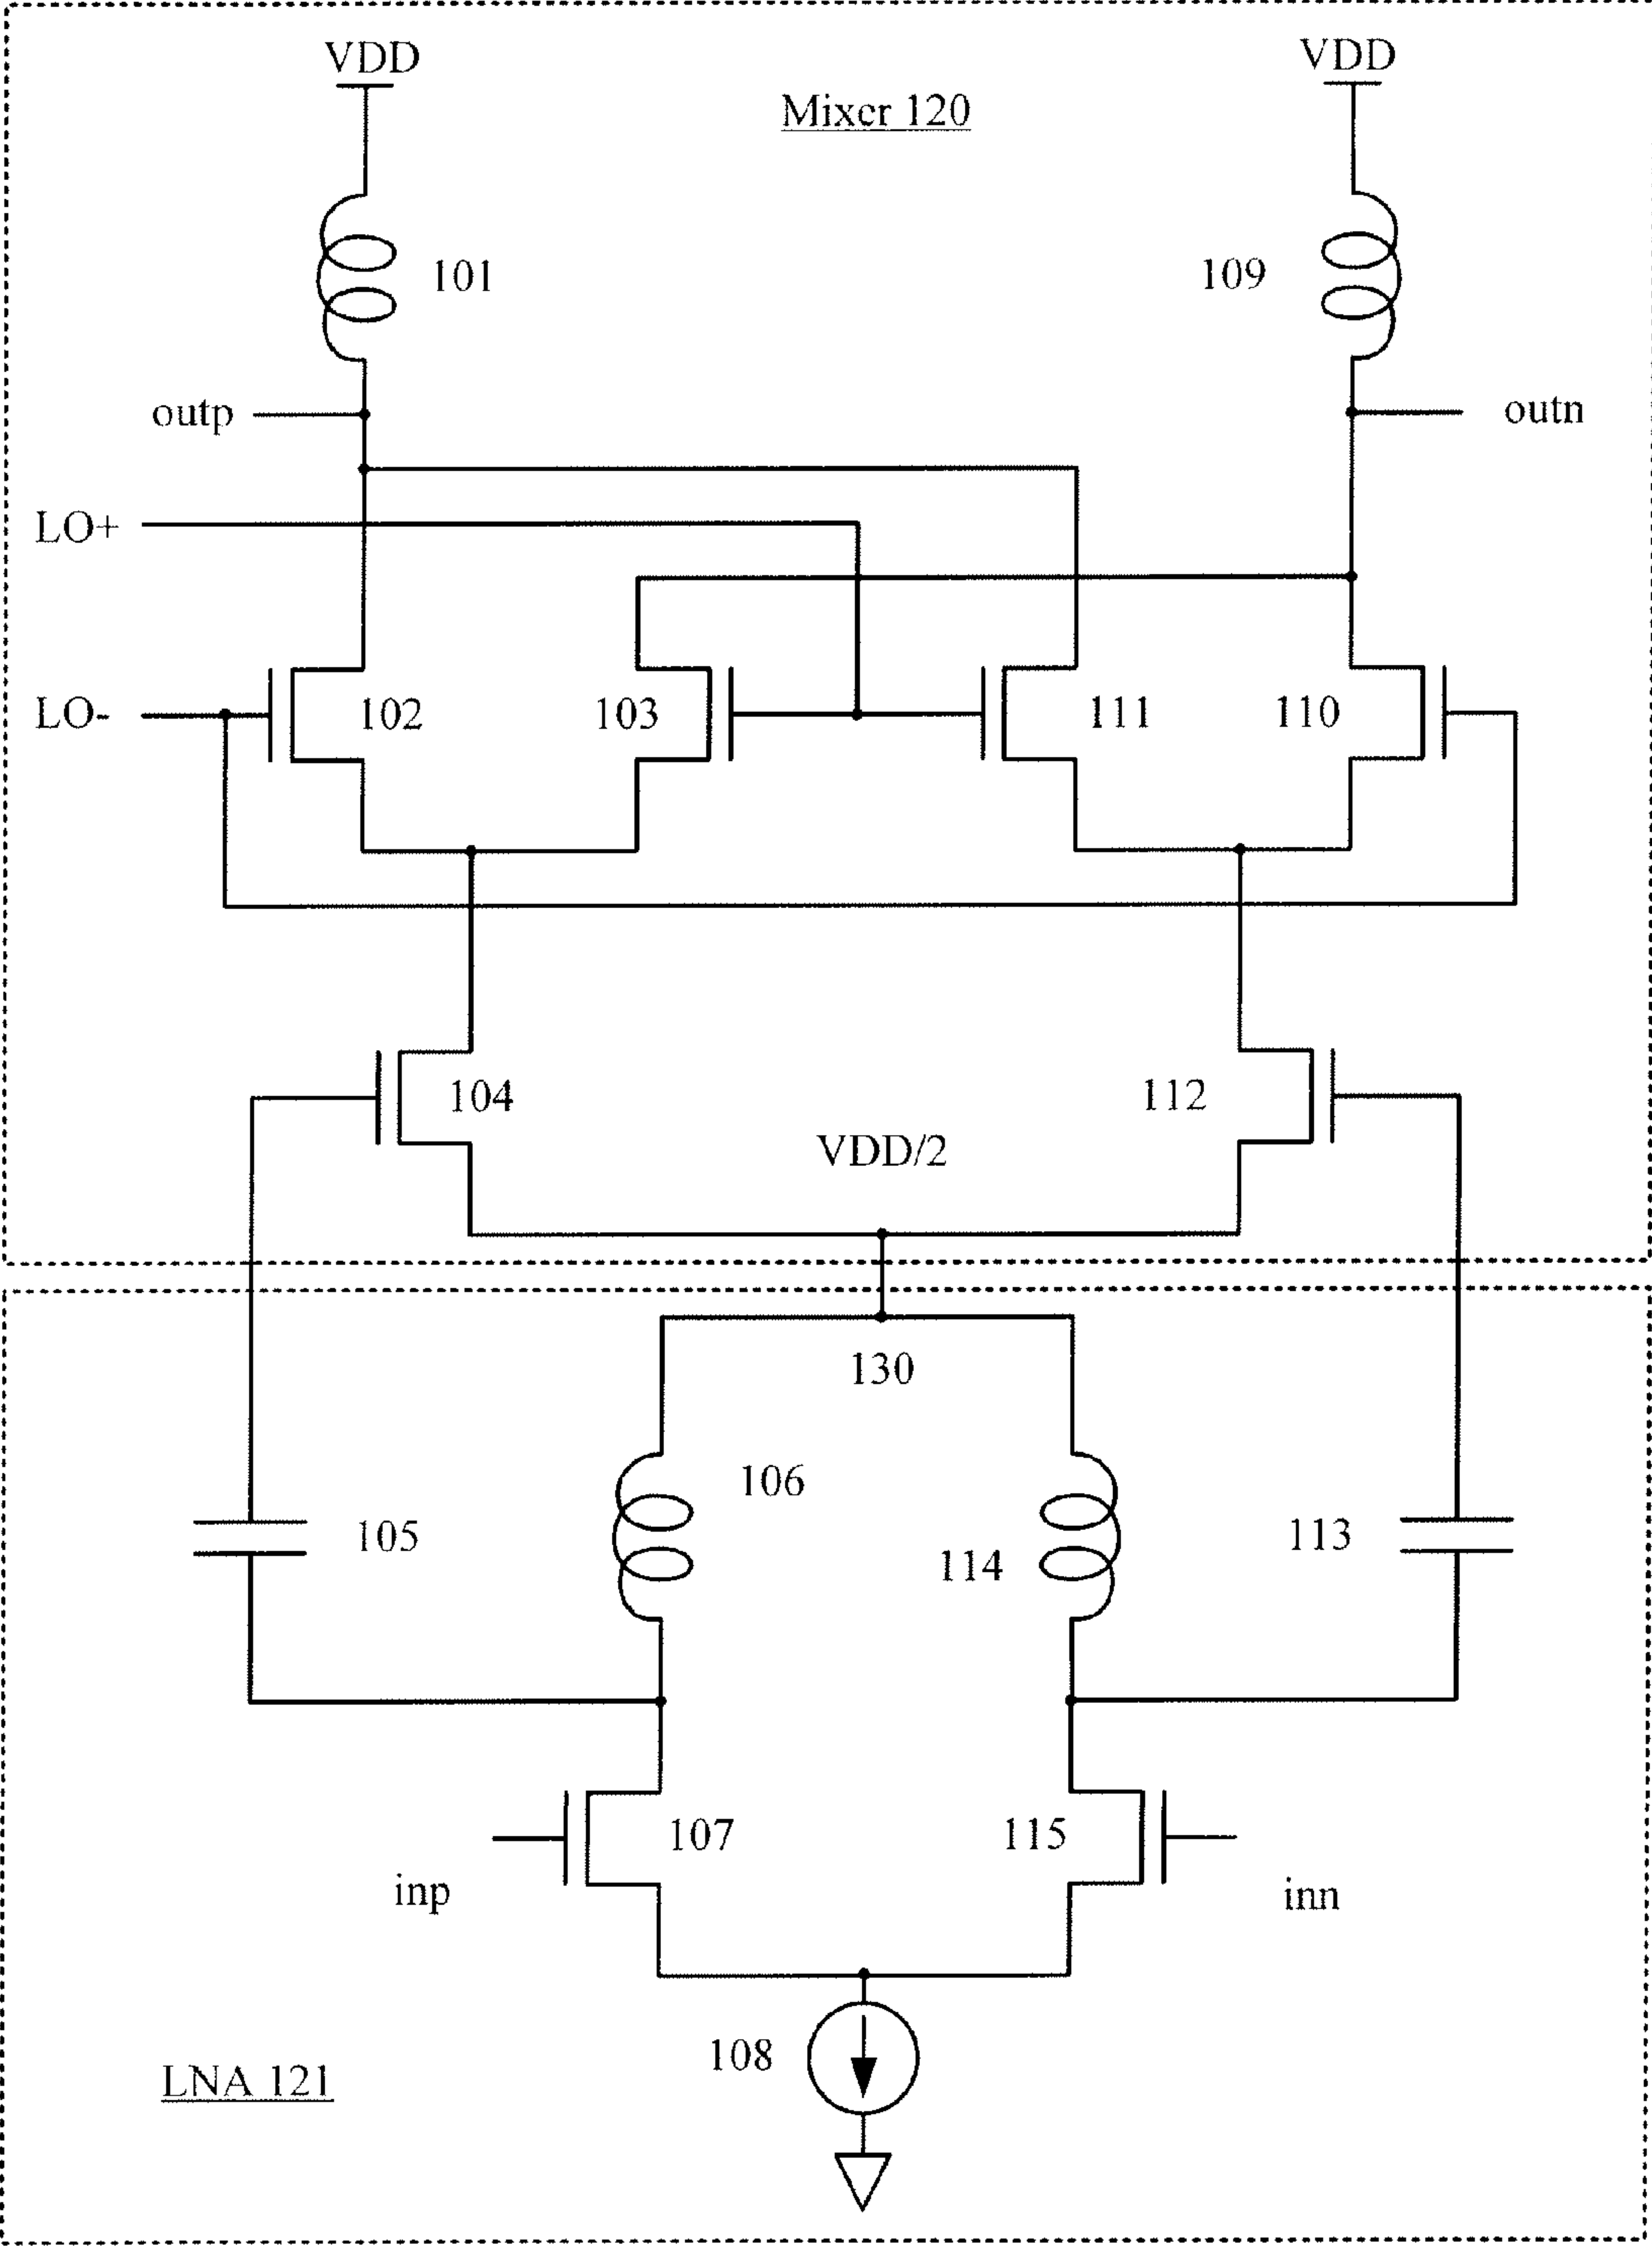 VDD
VDD
Mixer 120
101
109
outp
outn
LO+
LO-
102
103
111
110
104
112
VDD/2
130
106
105
114
113
107
115
inp
inn
108
LNA 121